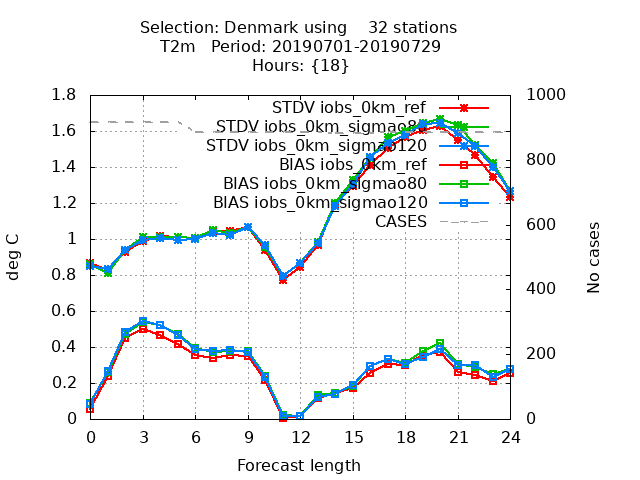 Selection: Denmark using 32 stations
T2m Period: 20190701-20190729
Hours: {18}
STDV iobs_0km_ref
STDV iobs_0km_sigmao80
STDV iobs_0km_sigmao120
BIAS iobs_0km_ref
BIAS iobs_0km_sigmao80
BIAS iobs_0km_sigmao120
CASES
deg C
1.8
1.6
1.4
1.2
1
0.8
0.6
0.4
0.2
0
1000
800
600
400
200
0
No cases
0 3 6 9 12 15 18 21 24
Forecast length